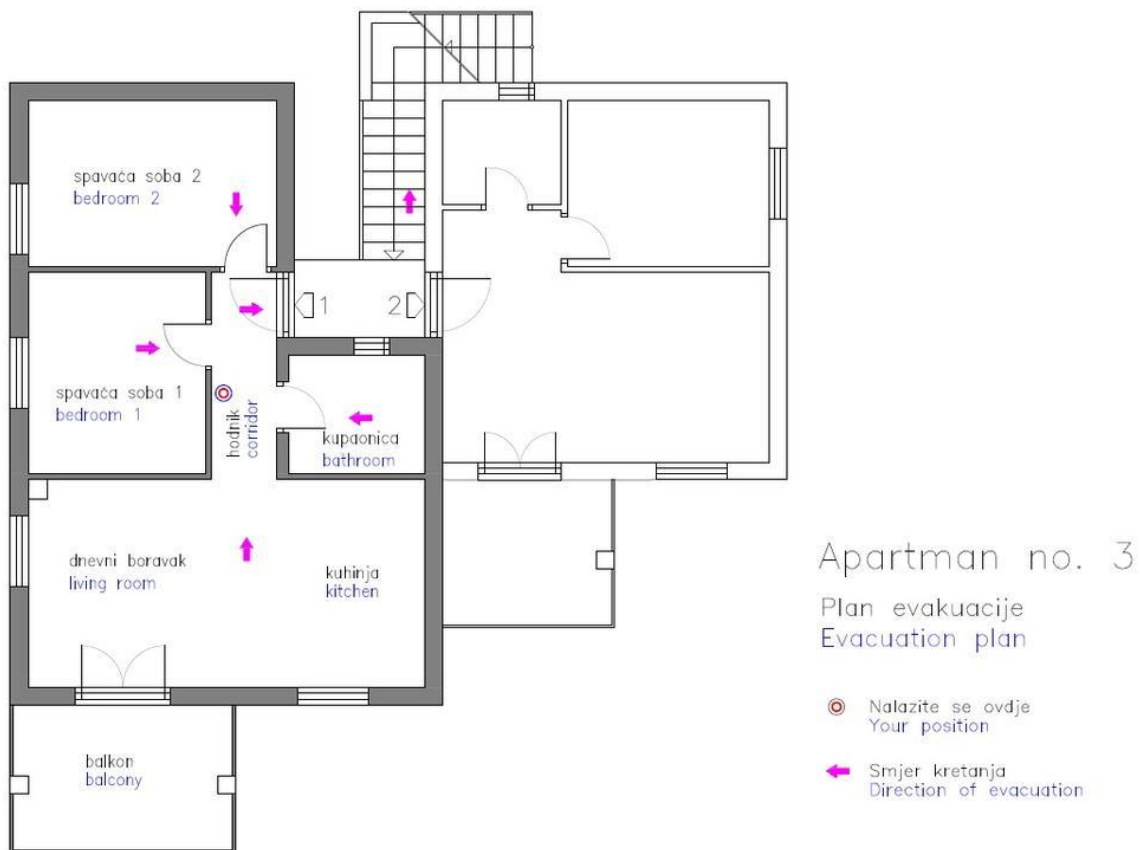 spavaća soba 2
bedroom 2
1
2
spavaća soba 1
bedroom 1
hodnik
corridor
kupaonica
bathroom
dnevni boravak
living room
kuhinja
kitchen
balkon
balcony
Apartman no. 3
Plan evakuacije
Evacuation plan
Nalazite se ovdje
Your position
Smjer kretanja
Direction of evacuation